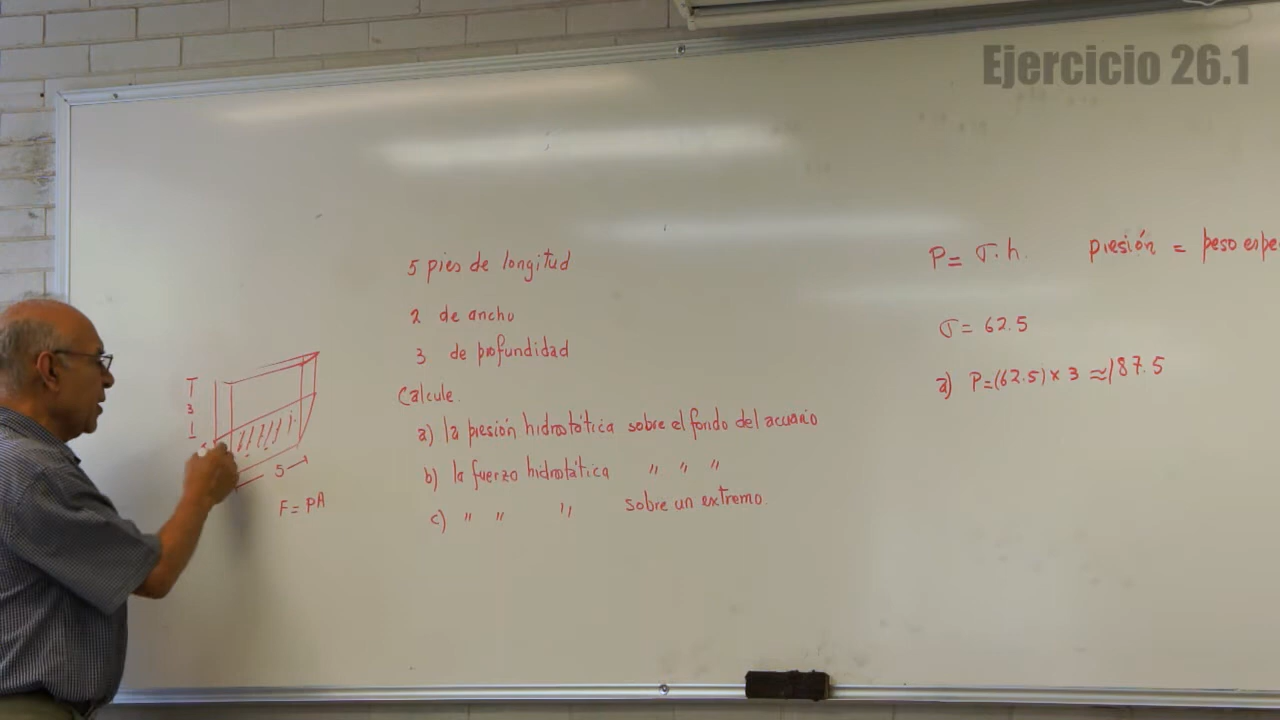 Ejercicio 26.1
5 pies de longitud
2 de ancho
3 de profundidad
Calcule.
a) la presión hidrostática sobre el fondo del acuario
b) la fuerza hidrostática " " "
c) " " " sobre un extremo.
3
5
F = PA
P = σ.h. presión = peso espe
σ = 62.5
a) P=(62.5) x 3 ≈ 187.5